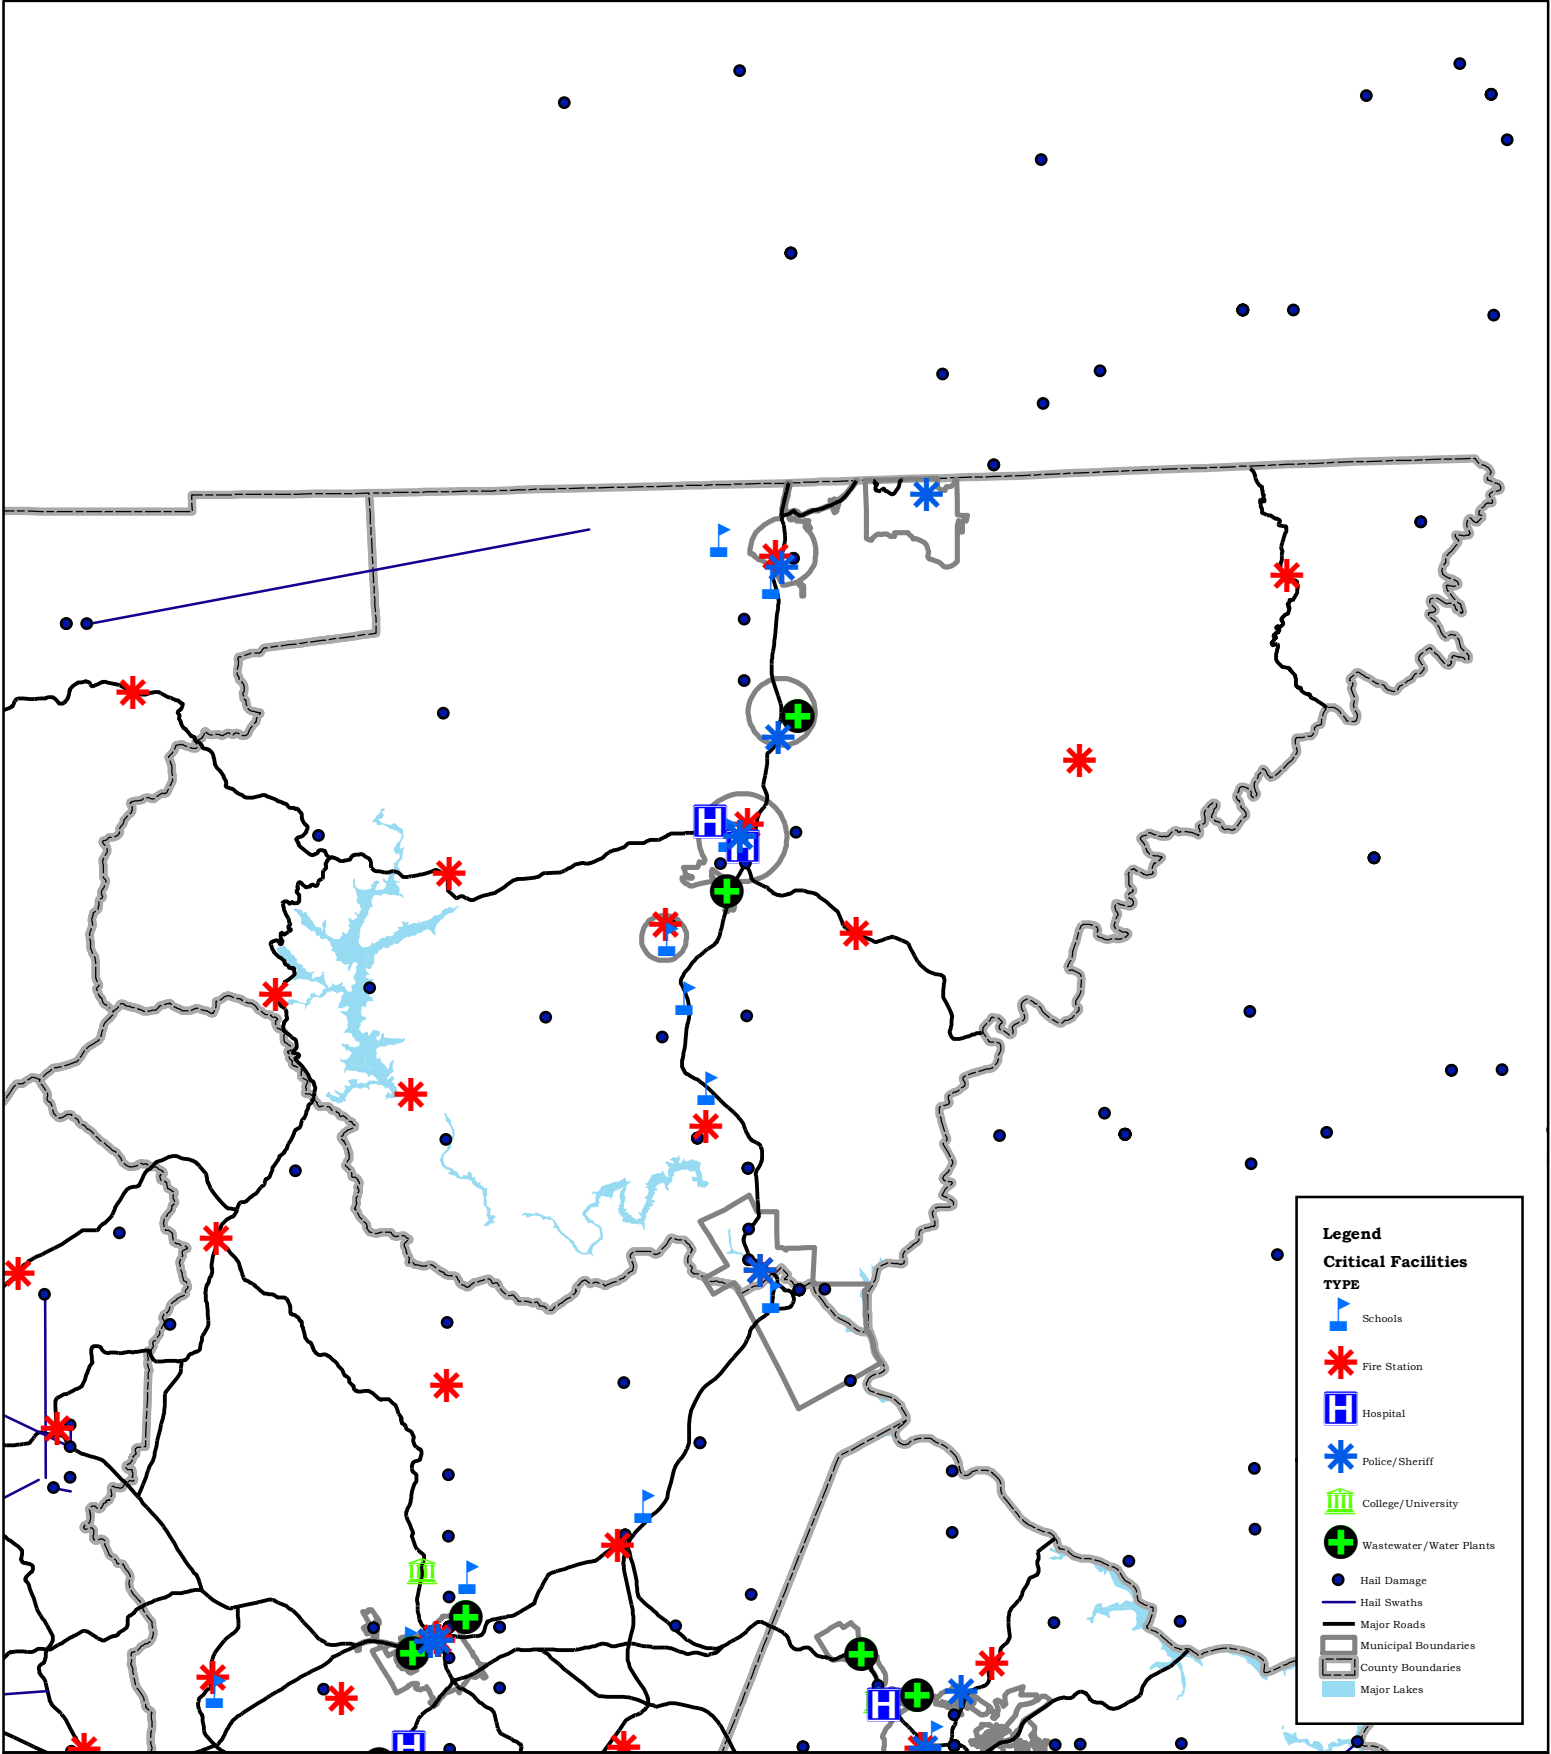 Legend
Critical Facilities
TYPE
Schools
Fire Station
H Hospital
Police/Sheriff
College/University
Wastewater/Water Plants
Hail Damage
Hail Swaths
Major Roads
Municipal Boundaries
County Boundaries
Major Lakes